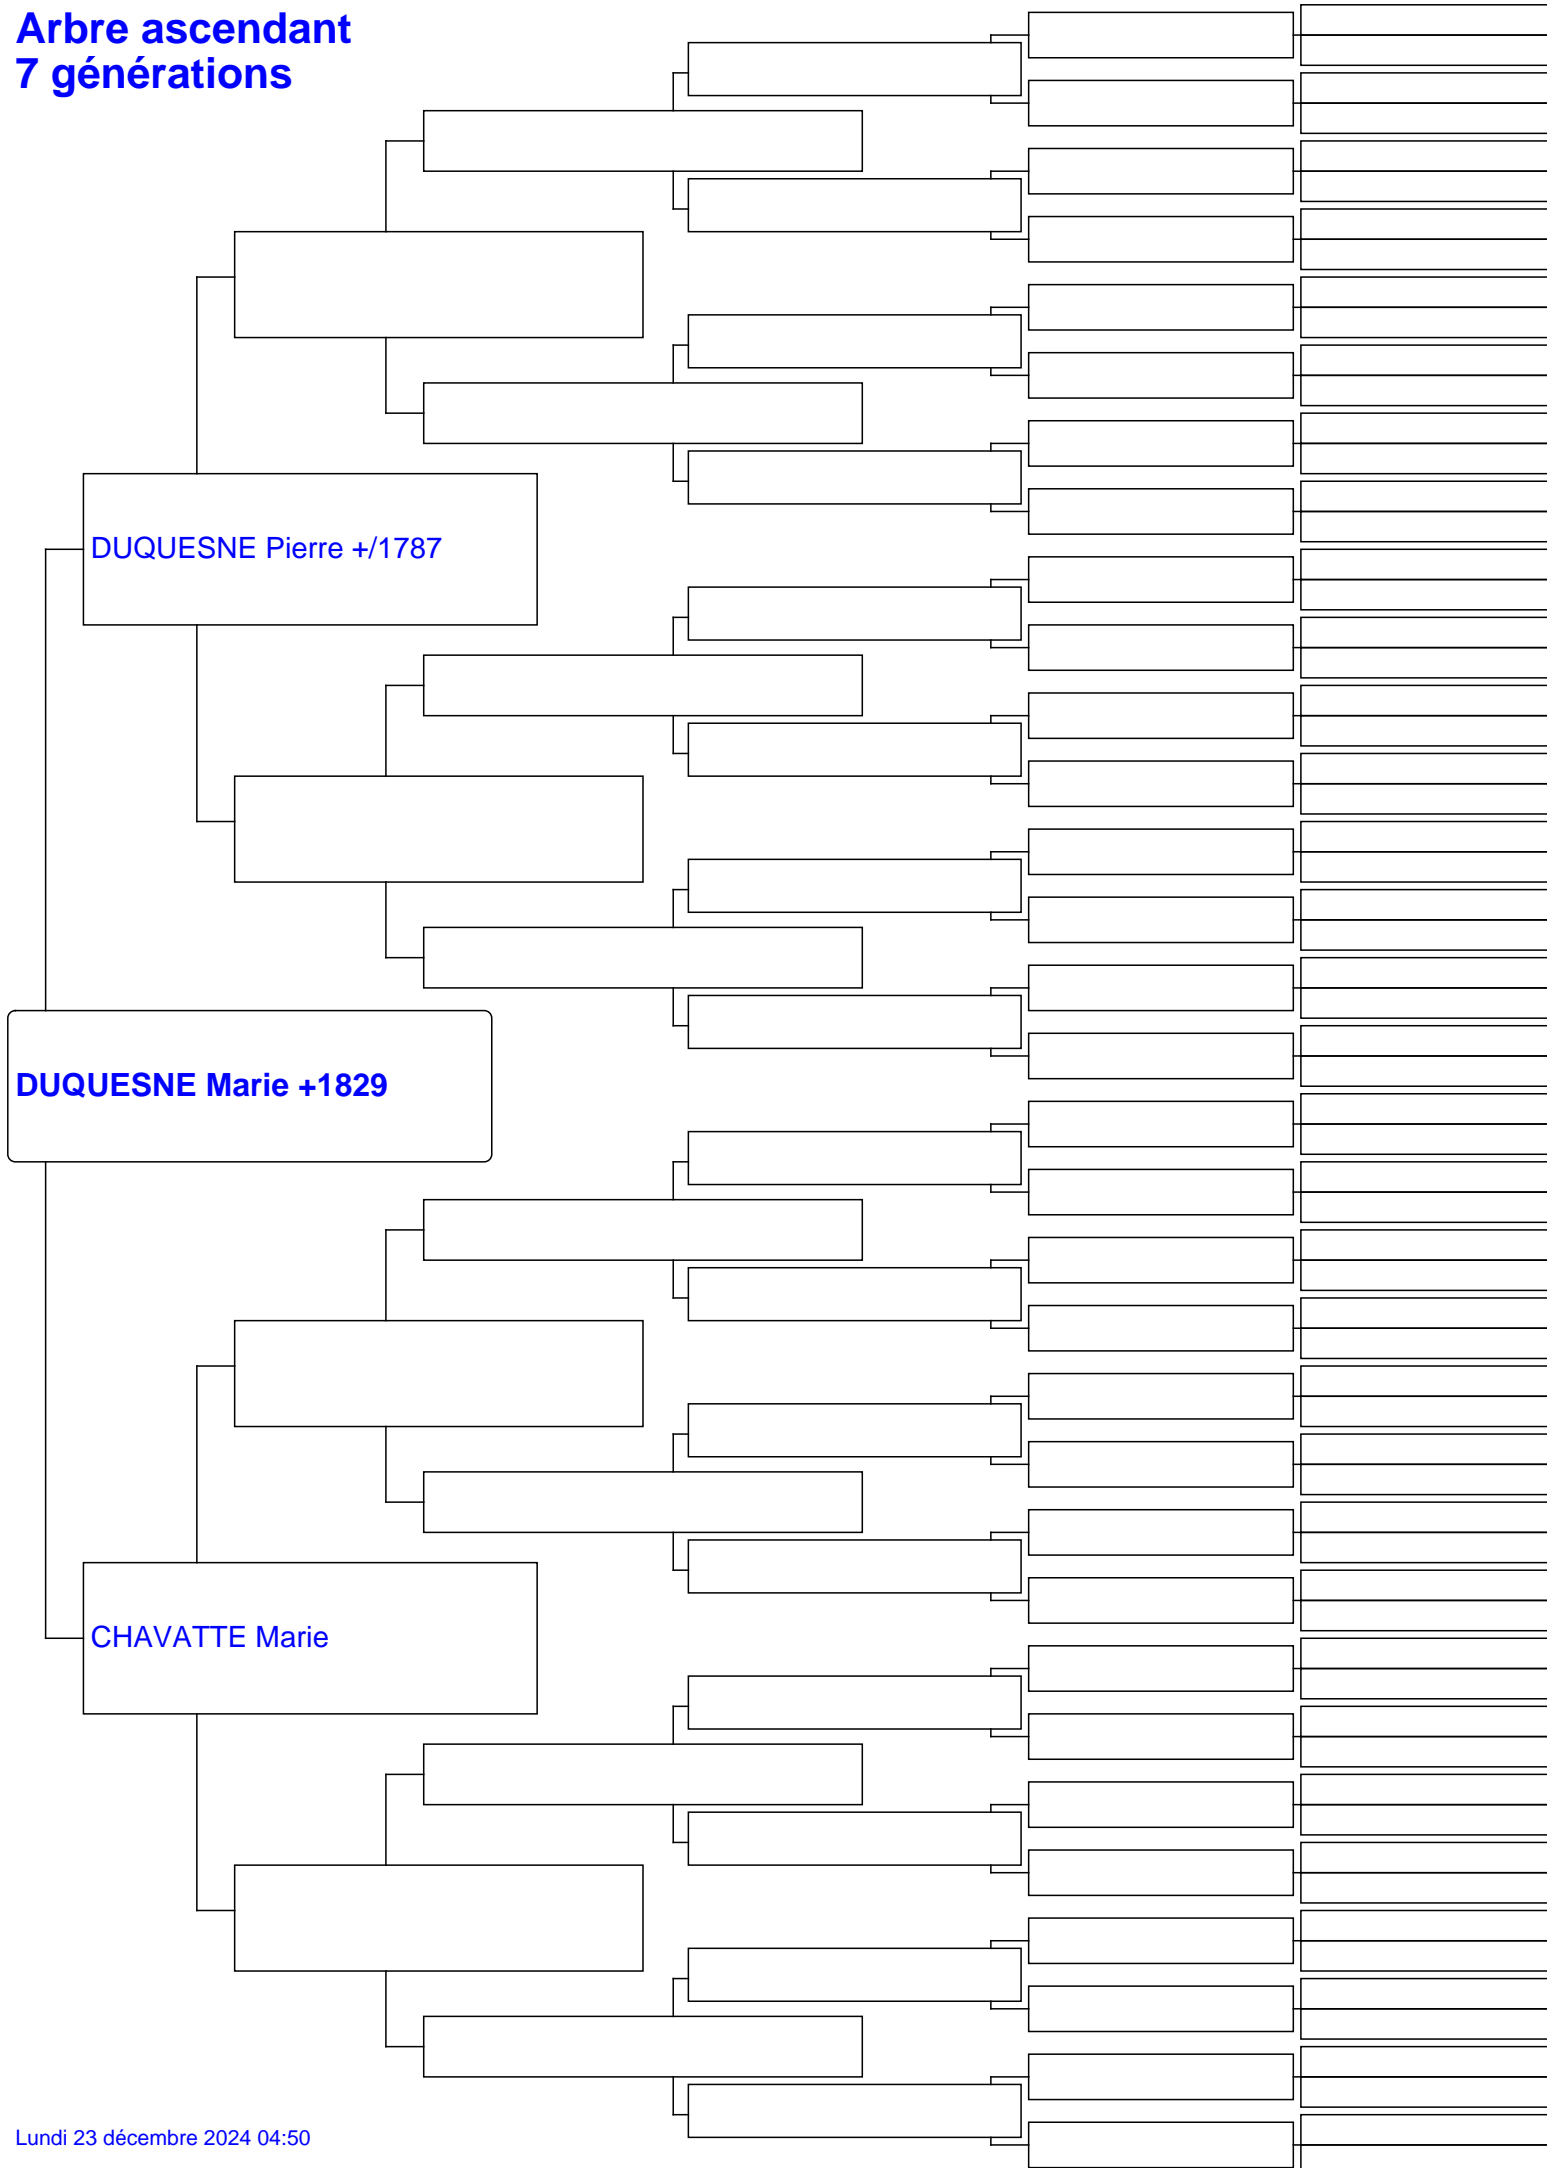 Arbre ascendant
7 générations
DUQUESNE Pierre +/1787
DUQUESNE Marie +1829
CHAVATTE Marie
Lundi 23 décembre 2024 04:50